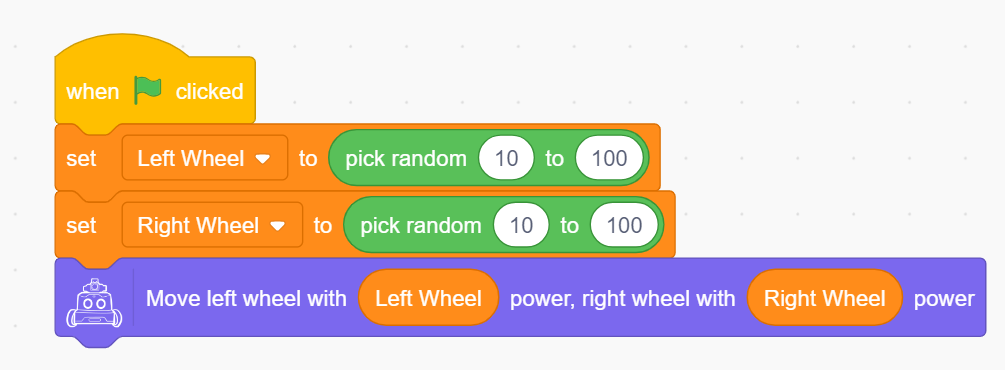 when clicked
set Left Wheel to pick random 10 to 100
set Right Wheel to pick random 10 to 100
Move left wheel with Left Wheel power, right wheel with Right Wheel power